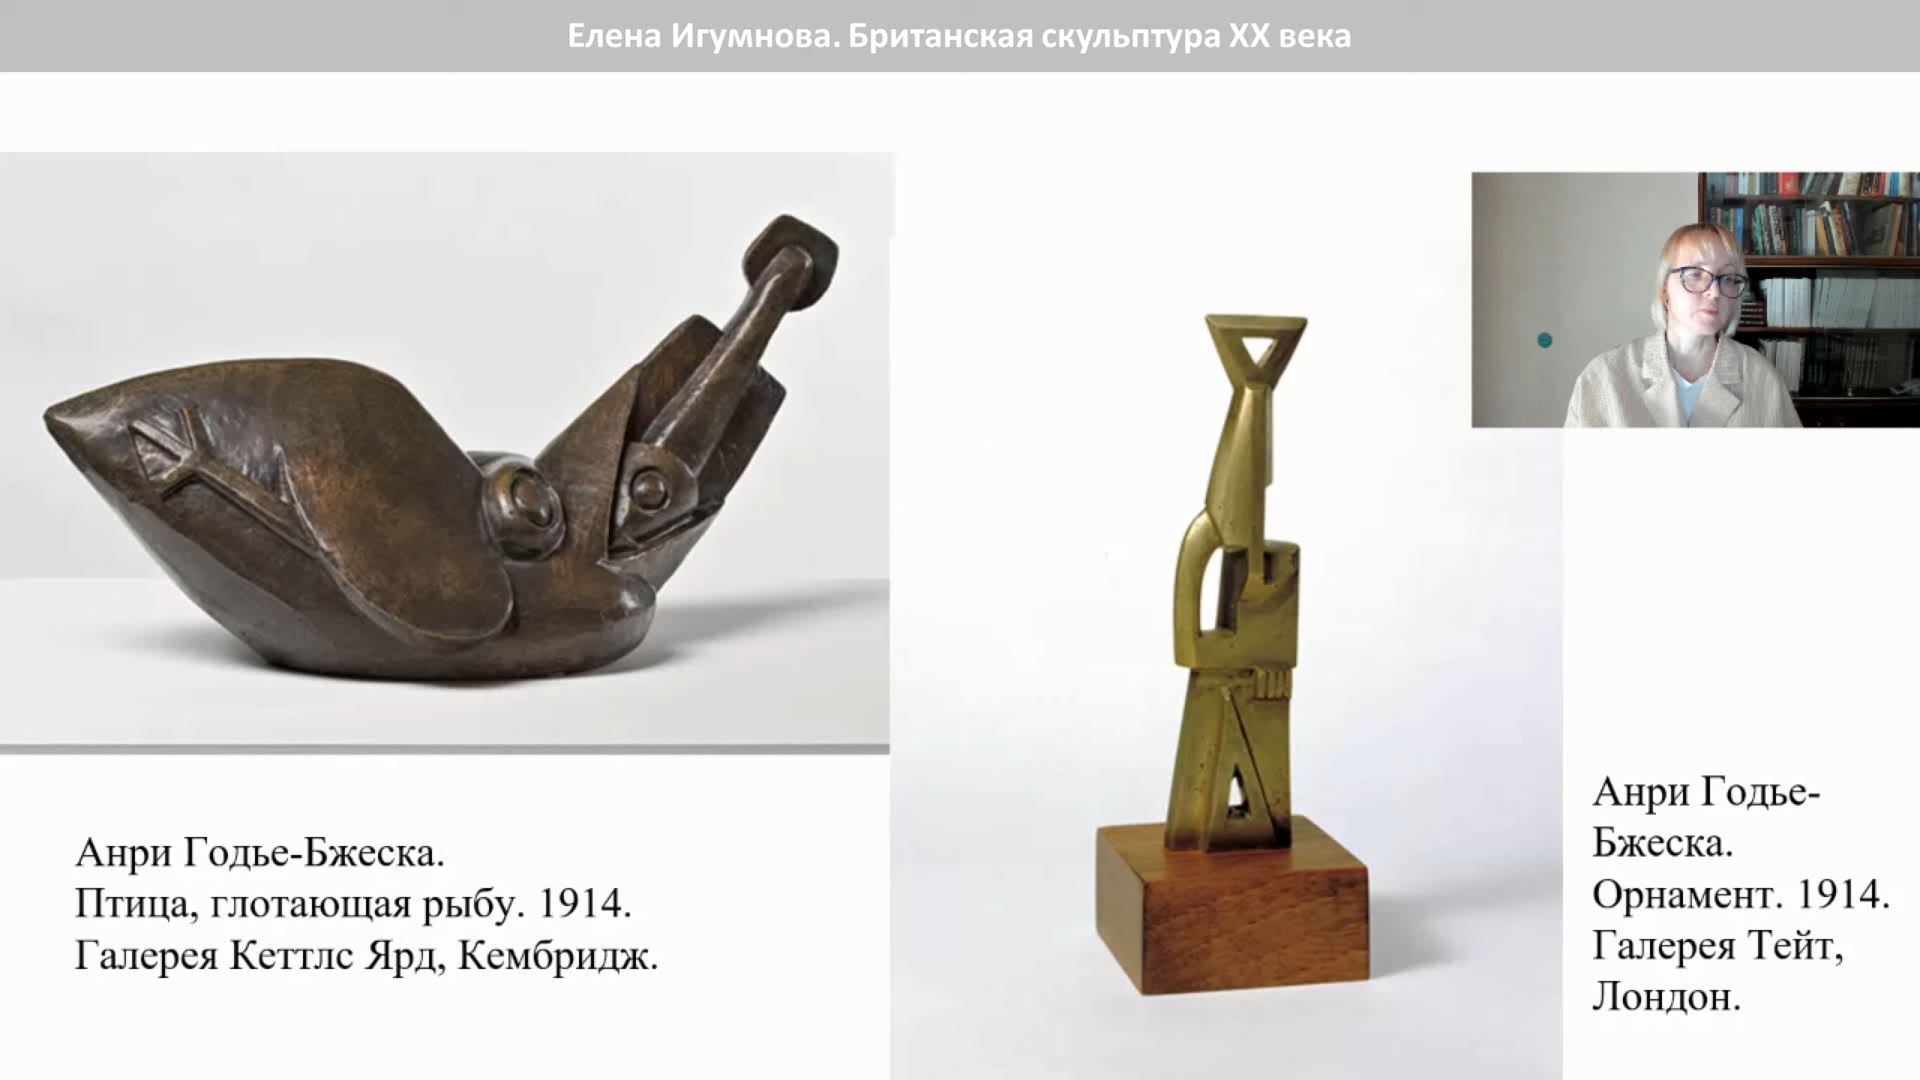 Елена Игумнова. Британская скульптура XX века
Анри Годье-Бжеска.
Птица, глотающая рыбу. 1914.
Галерея Кеттлс Ярд, Кембридж.
Анри Годье-
Бжеска.
Орнамент. 1914.
Галерея Тейт,
Лондон.